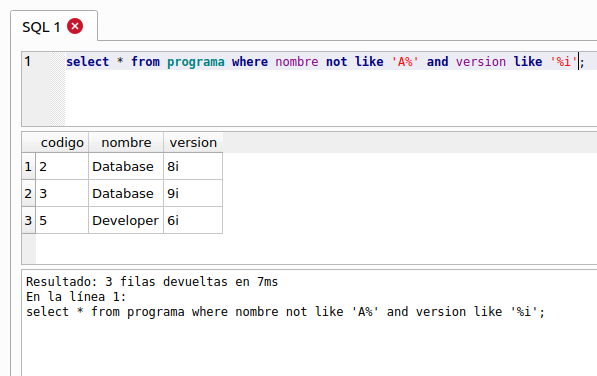 SQL 1
1 select * from programa where nombre not like 'A%' and version like '%i';
codigo nombre version
1 2 Database 8i
2 3 Database 9i
3 5 Developer 6i
Resultado: 3 filas devueltas en 7ms
En la línea 1:
select * from programa where nombre not like 'A%' and version like '%i';